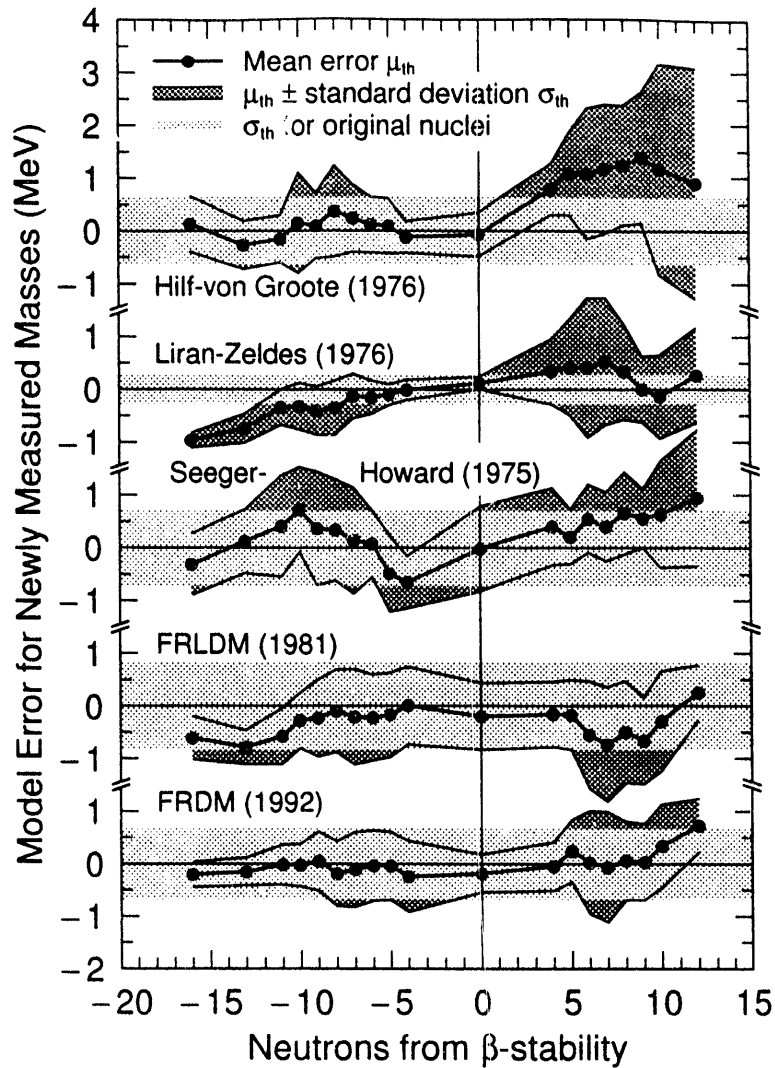 4
3
2
1
0
−1
1
0
−1
1
0
−1
1
0
−1
1
0
−1
−2
Model Error for Newly Measured Masses (MeV)
Mean error μth
μth ± standard deviation σth
σth for original nuclei
Hilf-von Groote (1976)
Liran-Zeldes (1976)
Seeger- Howard (1975)
FRLDM (1981)
FRDM (1992)
−20 −15 −10 −5 0 5 10 15
Neutrons from β-stability